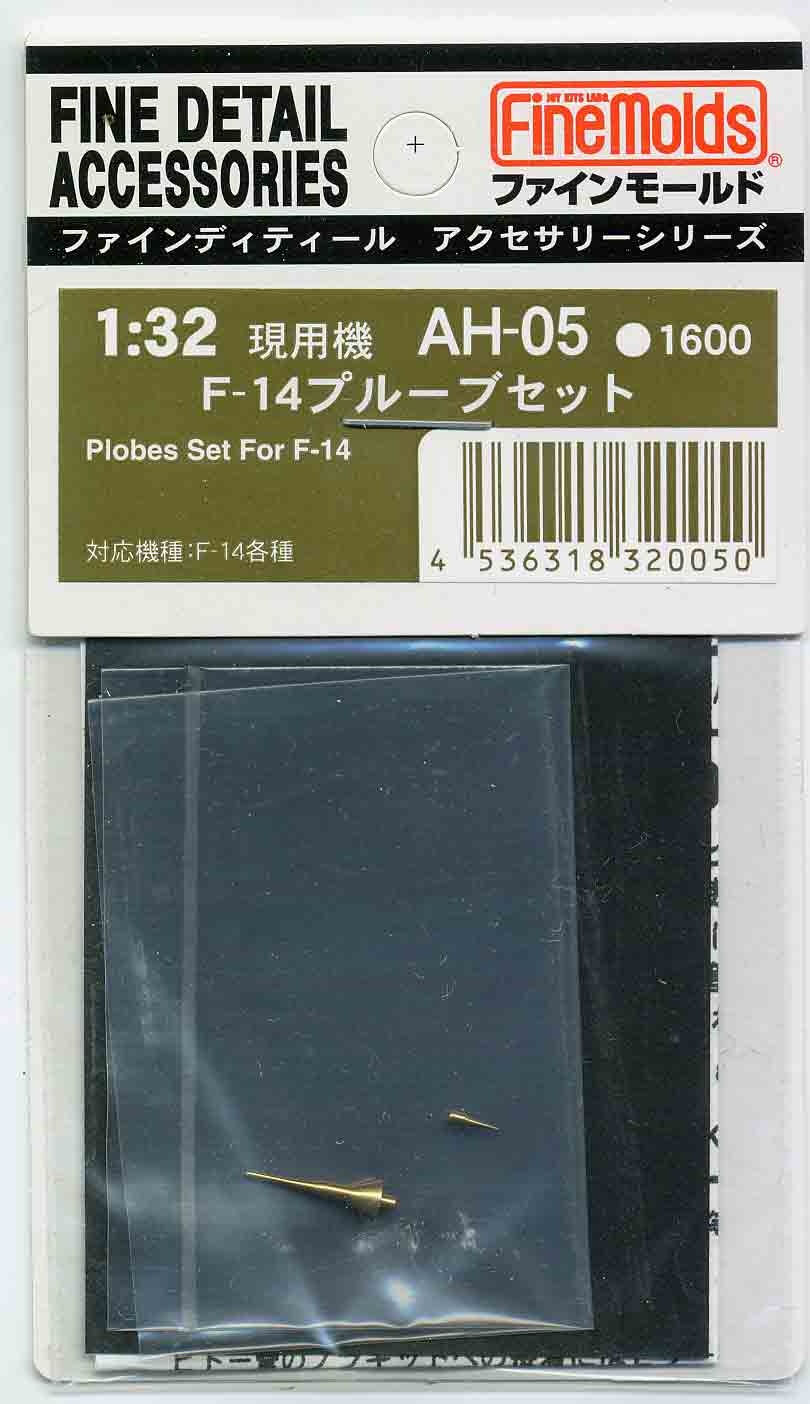 FINE DETAIL
ACCESSORIES
JOY KITS LABO.
FineMolds®
ファインモールド
ファインディティール アクセサリーシリーズ
1:32 現用機 AH-05 ●1600
F-14プルーブセット
Plobes Set For F-14
対応機種:F-14各種
4 536318 320050